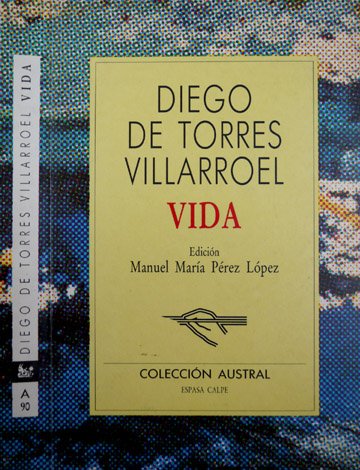 DIEGO DE TORRES VILLARROEL VIDA
A
90
DIEGO
DE TORRES
VILLARROEL
VIDA
Edición
Manuel María Pérez López
COLECCIÓN AUSTRAL
ESPASA CALPE